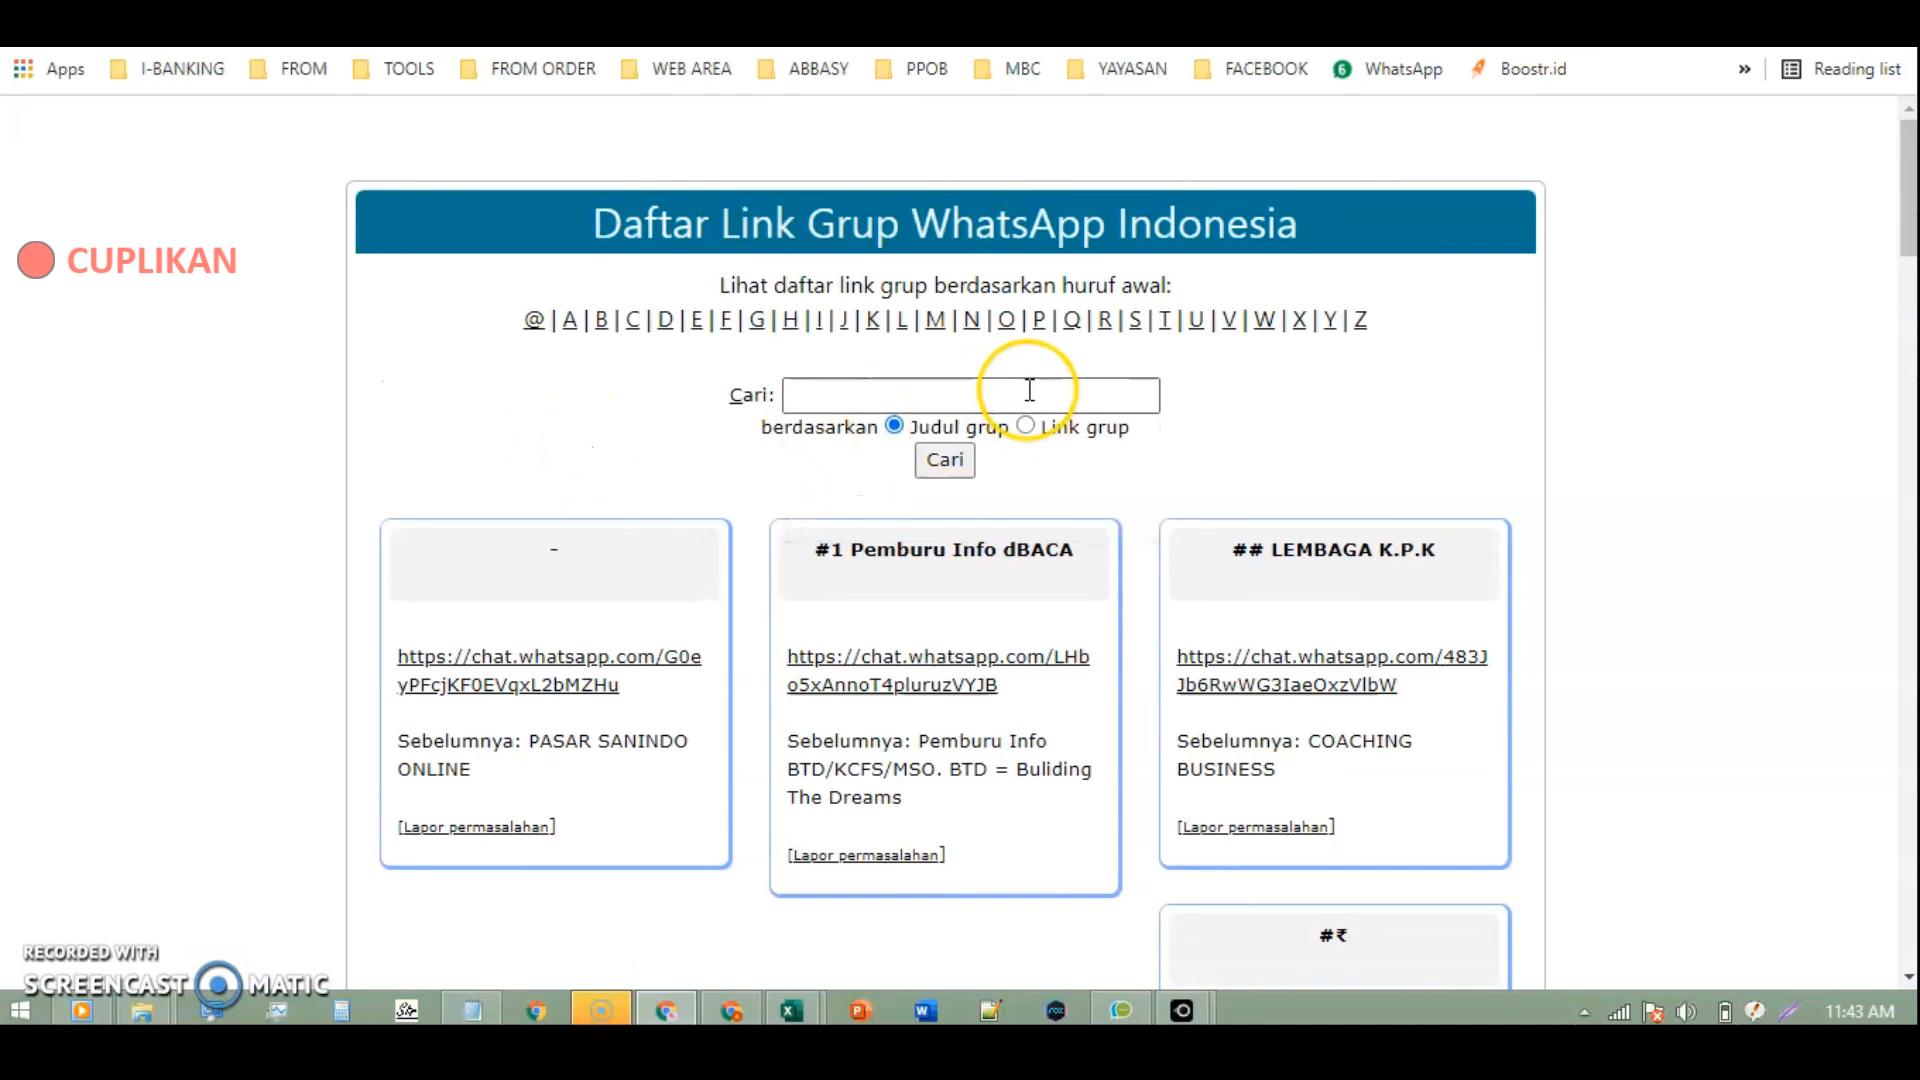 Apps I-BANKING FROM TOOLS FROM ORDER WEB AREA ABBASY PPOB MBC YAYASAN FACEBOOK 6 WhatsApp Boostr.id » Reading list
Daftar Link Grup WhatsApp Indonesia
CUPLIKAN
Lihat daftar link grup berdasarkan huruf awal:
@ | A | B | C | D | E | F | G | H | I | J | K | L | M | N | O | P | Q | R | S | T | U | V | W | X | Y | Z
Cari:
berdasarkan Judul grup Link grup
Cari
-
https://chat.whatsapp.com/G0e
yPFcjKF0EVqxL2bMZHu
Sebelumnya: PASAR SANINDO
ONLINE
[Lapor permasalahan]
#1 Pemburu Info dBACA
https://chat.whatsapp.com/LHb
o5xAnnoT4pluruzVYJB
Sebelumnya: Pemburu Info
BTD/KCFS/MSO. BTD = Buliding
The Dreams
[Lapor permasalahan]
## LEMBAGA K.P.K
https://chat.whatsapp.com/483J
Jb6RwWG3IaeOxzVlbW
Sebelumnya: COACHING
BUSINESS
[Lapor permasalahan]
#₹
RECORDED WITH
SCREENCAST MATIC
11:43 AM